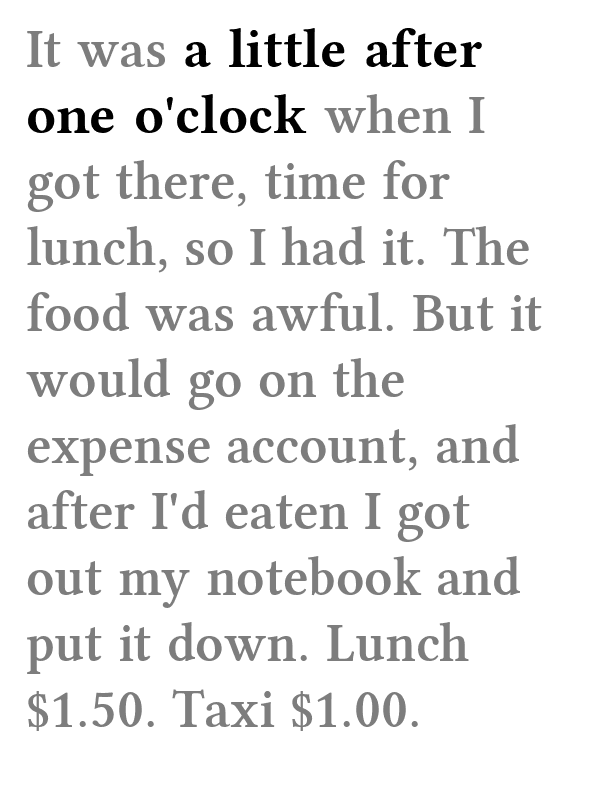 It was a little after
one o'clock when I
got there, time for
lunch, so I had it. The
food was awful. But it
would go on the
expense account, and
after I'd eaten I got
out my notebook and
put it down. Lunch
$1.50. Taxi $1.00.